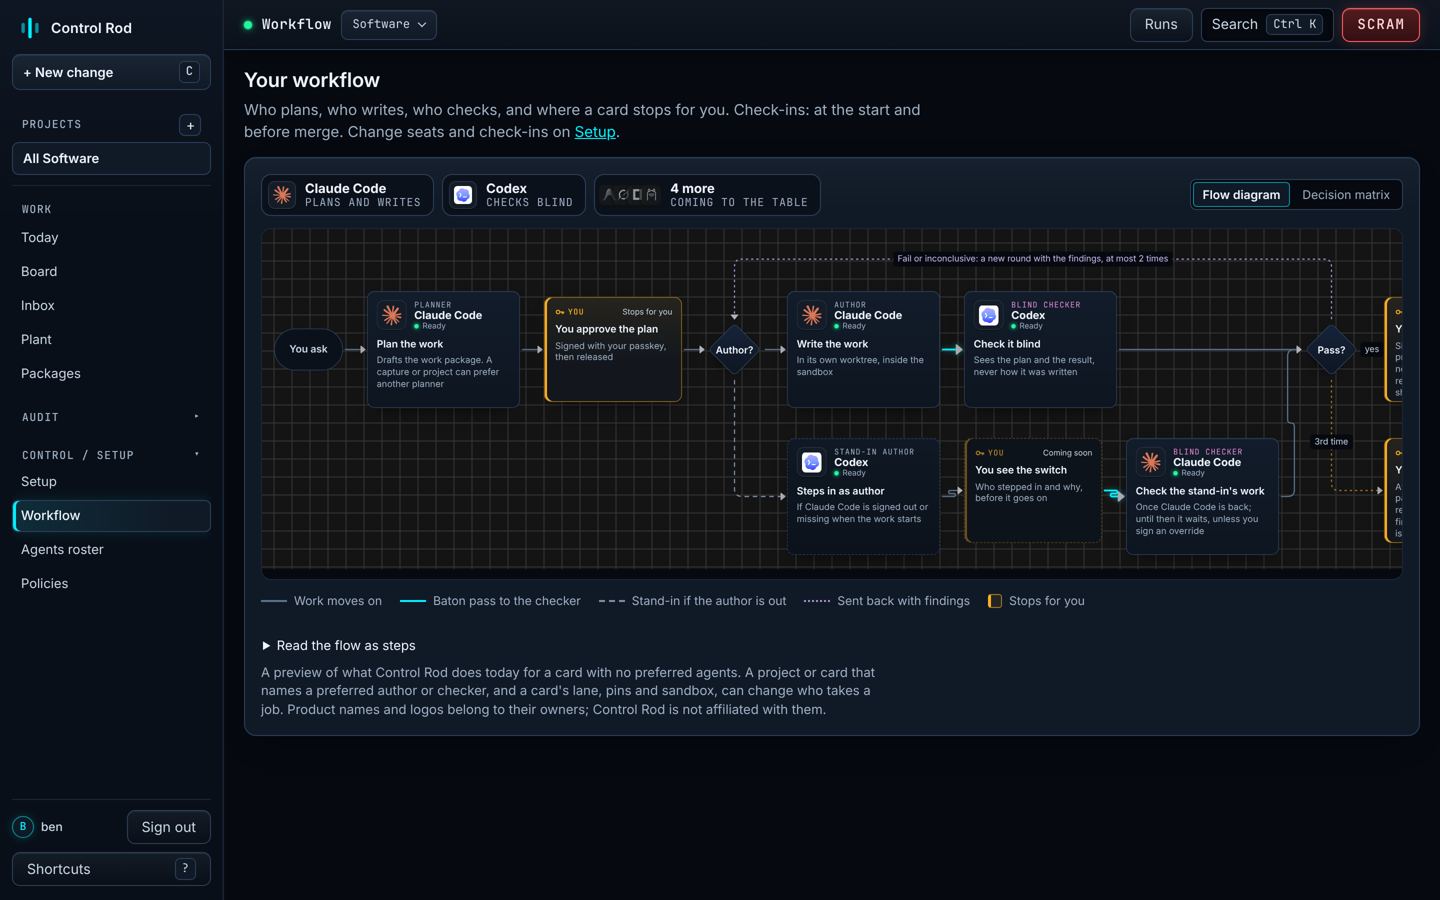 Control Rod
+ New change C
PROJECTS +
All Software
WORK
Today
Board
Inbox
Plant
Packages
AUDIT
CONTROL / SETUP
Setup
Workflow
Agents roster
Policies
B ben
Sign out
Shortcuts ?
Workflow
Software
Runs
Search Ctrl K
SCRAM
Your workflow
Who plans, who writes, who checks, and where a card stops for you. Check-ins: at the start and
before merge. Change seats and check-ins on Setup.
Claude Code
PLANS AND WRITES
Codex
CHECKS BLIND
4 more
COMING TO THE TABLE
Flow diagram
Decision matrix
Fail or inconclusive: a new round with the findings, at most 2 times
You ask
PLANNER
Claude Code
Ready
Plan the work
Drafts the work package. A
capture or project can prefer
another planner
YOU
Stops for you
You approve the plan
Signed with your passkey,
then released
Author?
AUTHOR
Claude Code
Ready
Write the work
In its own worktree, inside the
sandbox
BLIND CHECKER
Codex
Ready
Check it blind
Sees the plan and the result,
never how it was written
Pass?
yes
3rd time
STAND-IN AUTHOR
Codex
Ready
Steps in as author
If Claude Code is signed out or
missing when the work starts
YOU
Coming soon
You see the switch
Who stepped in and why,
before it goes on
BLIND CHECKER
Claude Code
Ready
Check the stand-in's work
Once Claude Code is back;
until then it waits, unless you
sign an override
Work moves on
Baton pass to the checker
Stand-in if the author is out
Sent back with findings
Stops for you
Read the flow as steps
A preview of what Control Rod does today for a card with no preferred agents. A project or card that
names a preferred author or checker, and a card's lane, pins and sandbox, can change who takes a
job. Product names and logos belong to their owners; Control Rod is not affiliated with them.